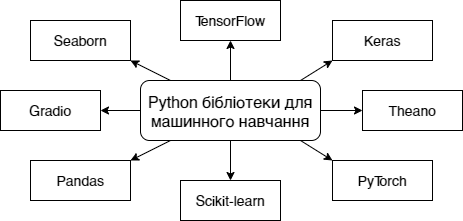 TensorFlow
Seaborn
Keras
Gradio
Python бібліотеки для
машинного навчання
Theano
Pandas
PyTorch
Scikit-learn